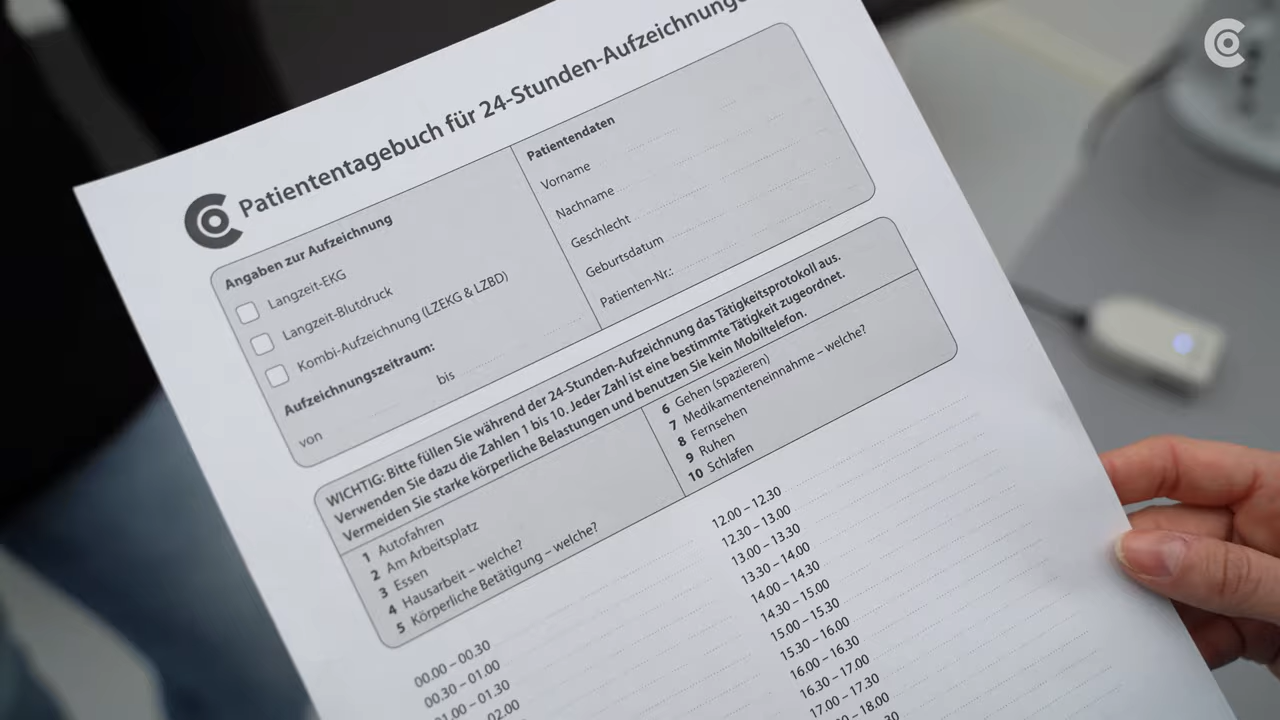 Patiententagebuch für 24-Stunden-Aufzeichnung
Angaben zur Aufzeichnung
Langzeit-EKG
Langzeit-Blutdruck
Kombi-Aufzeichnung (LZEKG & LZBD)
Aufzeichnungszeitraum:
von bis
Patientendaten
Vorname
Nachname
Geschlecht
Geburtsdatum
Patienten-Nr.:
WICHTIG: Bitte füllen Sie während der 24-Stunden-Aufzeichnung das Tätigkeitsprotokoll aus.
Verwenden Sie dazu die Zahlen 1 bis 10. Jeder Zahl ist eine bestimmte Tätigkeit zugeordnet.
Vermeiden Sie starke körperliche Belastungen und benutzen Sie kein Mobiltelefon.
1 Autofahren
2 Am Arbeitsplatz
3 Essen
4 Hausarbeit – welche?
5 Körperliche Betätigung – welche?
6 Gehen (spazieren)
7 Medikamenteneinnahme – welche?
8 Fernsehen
9 Ruhen
10 Schlafen
00.00 – 00.30
00.30 – 01.00
01.00 – 01.30
02.00
12.00 – 12.30
12.30 – 13.00
13.00 – 13.30
13.30 – 14.00
14.00 – 14.30
14.30 – 15.00
15.00 – 15.30
15.30 – 16.00
16.00 – 16.30
16.30 – 17.00
17.00 – 17.30
– 18.00